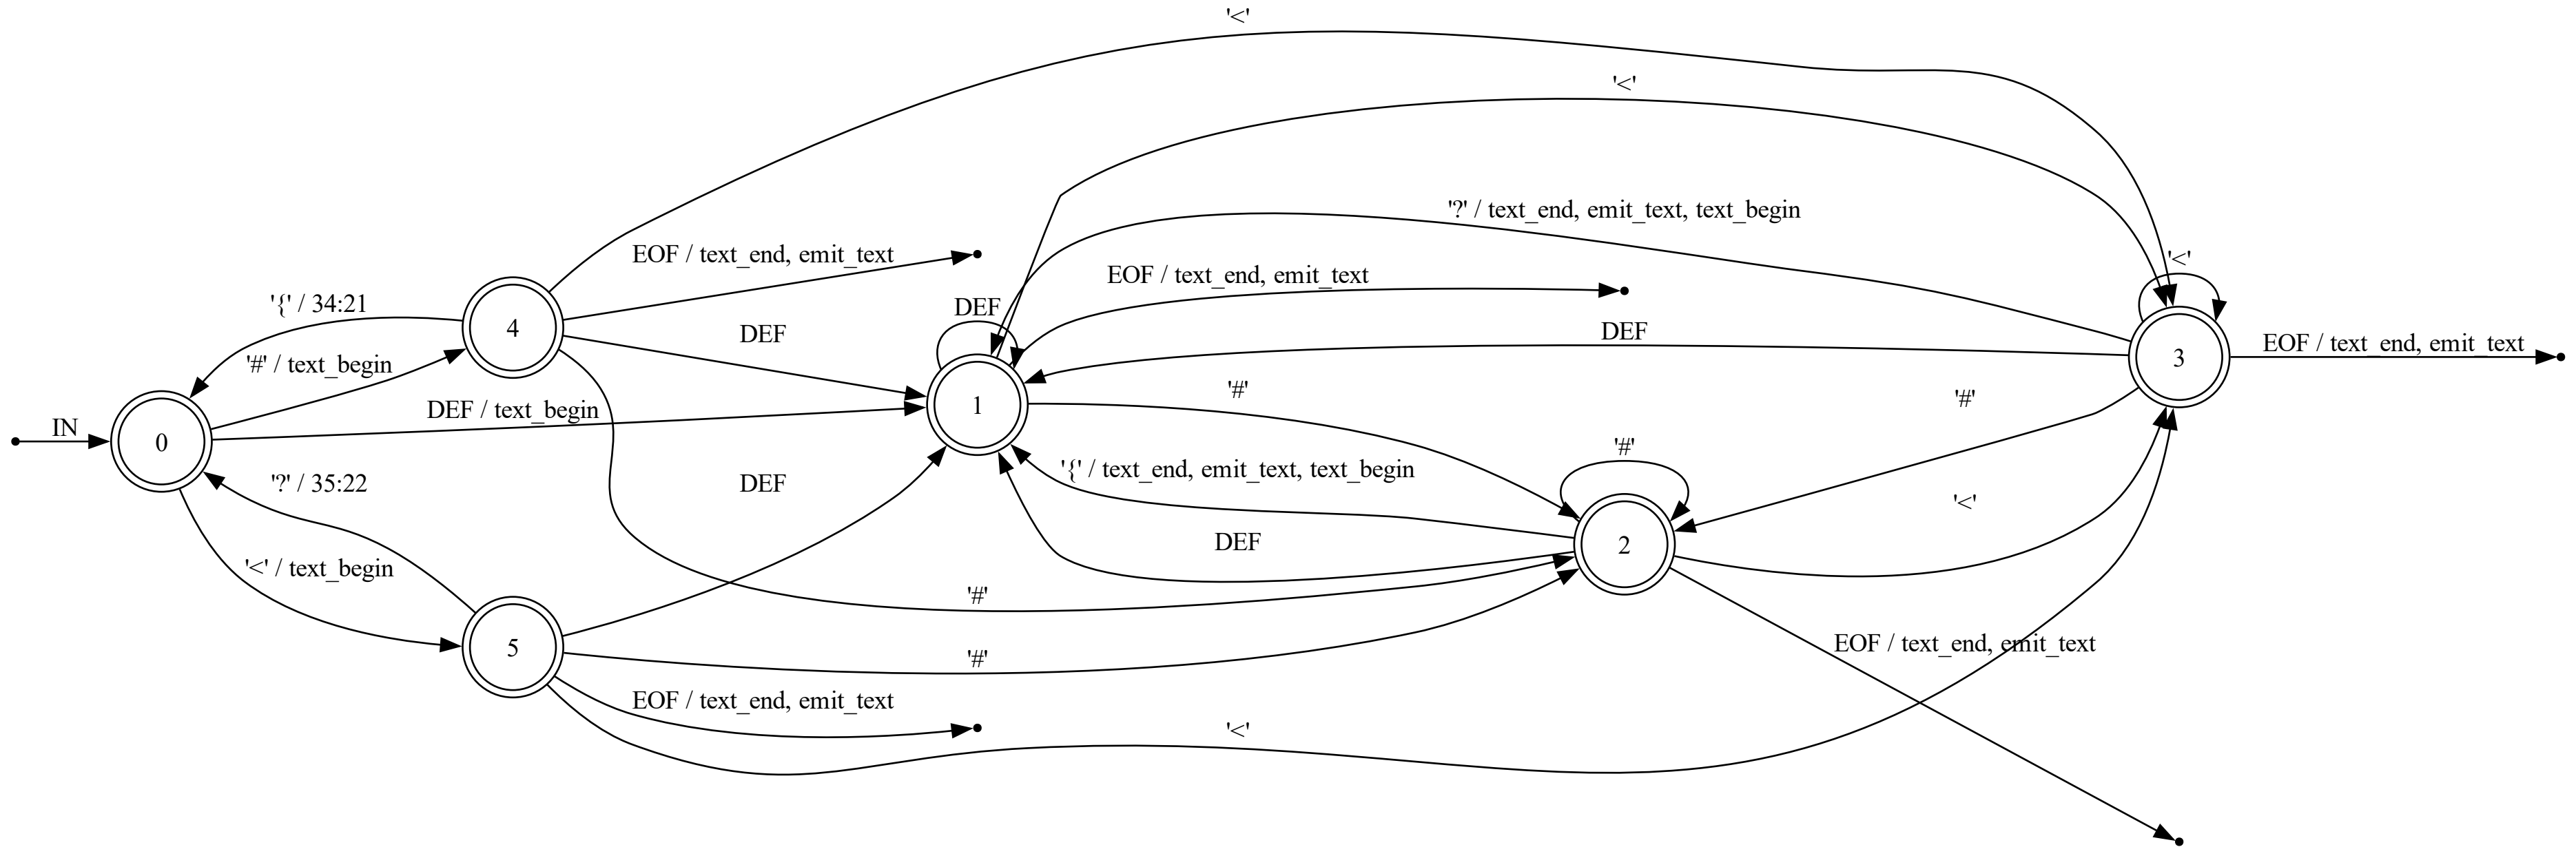 '<'
'<'
'?' / text_end, emit_text, text_begin
EOF / text_end, emit_text
'<'
EOF / text_end, emit_text
'{' / 34:21
4
DEF
DEF
DEF
EOF / text_end, emit_text
3
'#' / text_begin
'#'
'#'
DEF / text_begin
1
IN
0
'#'
'{' / text_end, emit_text, text_begin
'?' / 35:22
DEF
'<'
DEF
2
'<' / text_begin
'#'
5
'#'
EOF / text_end, emit_text
EOF / text_end, emit_text
'<'